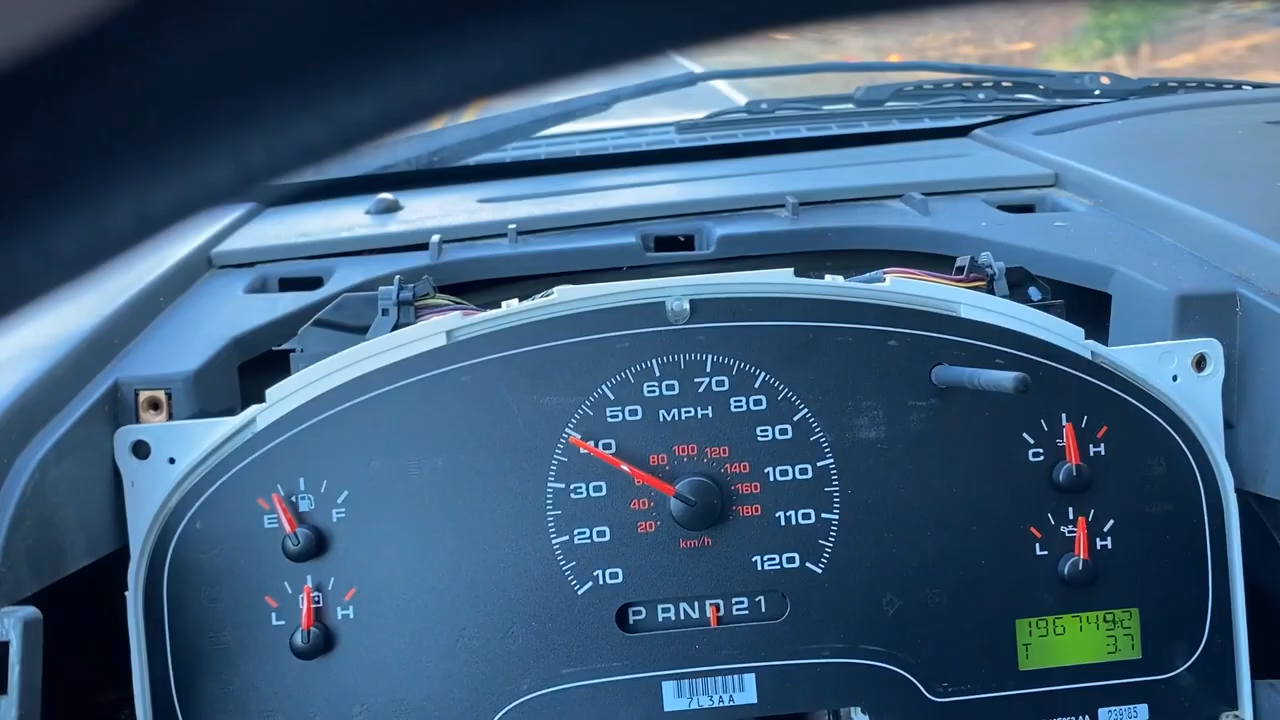 60 70
50 MPH 80
40 90
100 120
80 140
60 100
30 160
40 180
20 110
20
km/h
10 120
E F
L H
C H
L H
P R N D 2 1
196749.2
T 3.7
7L3AA
239185